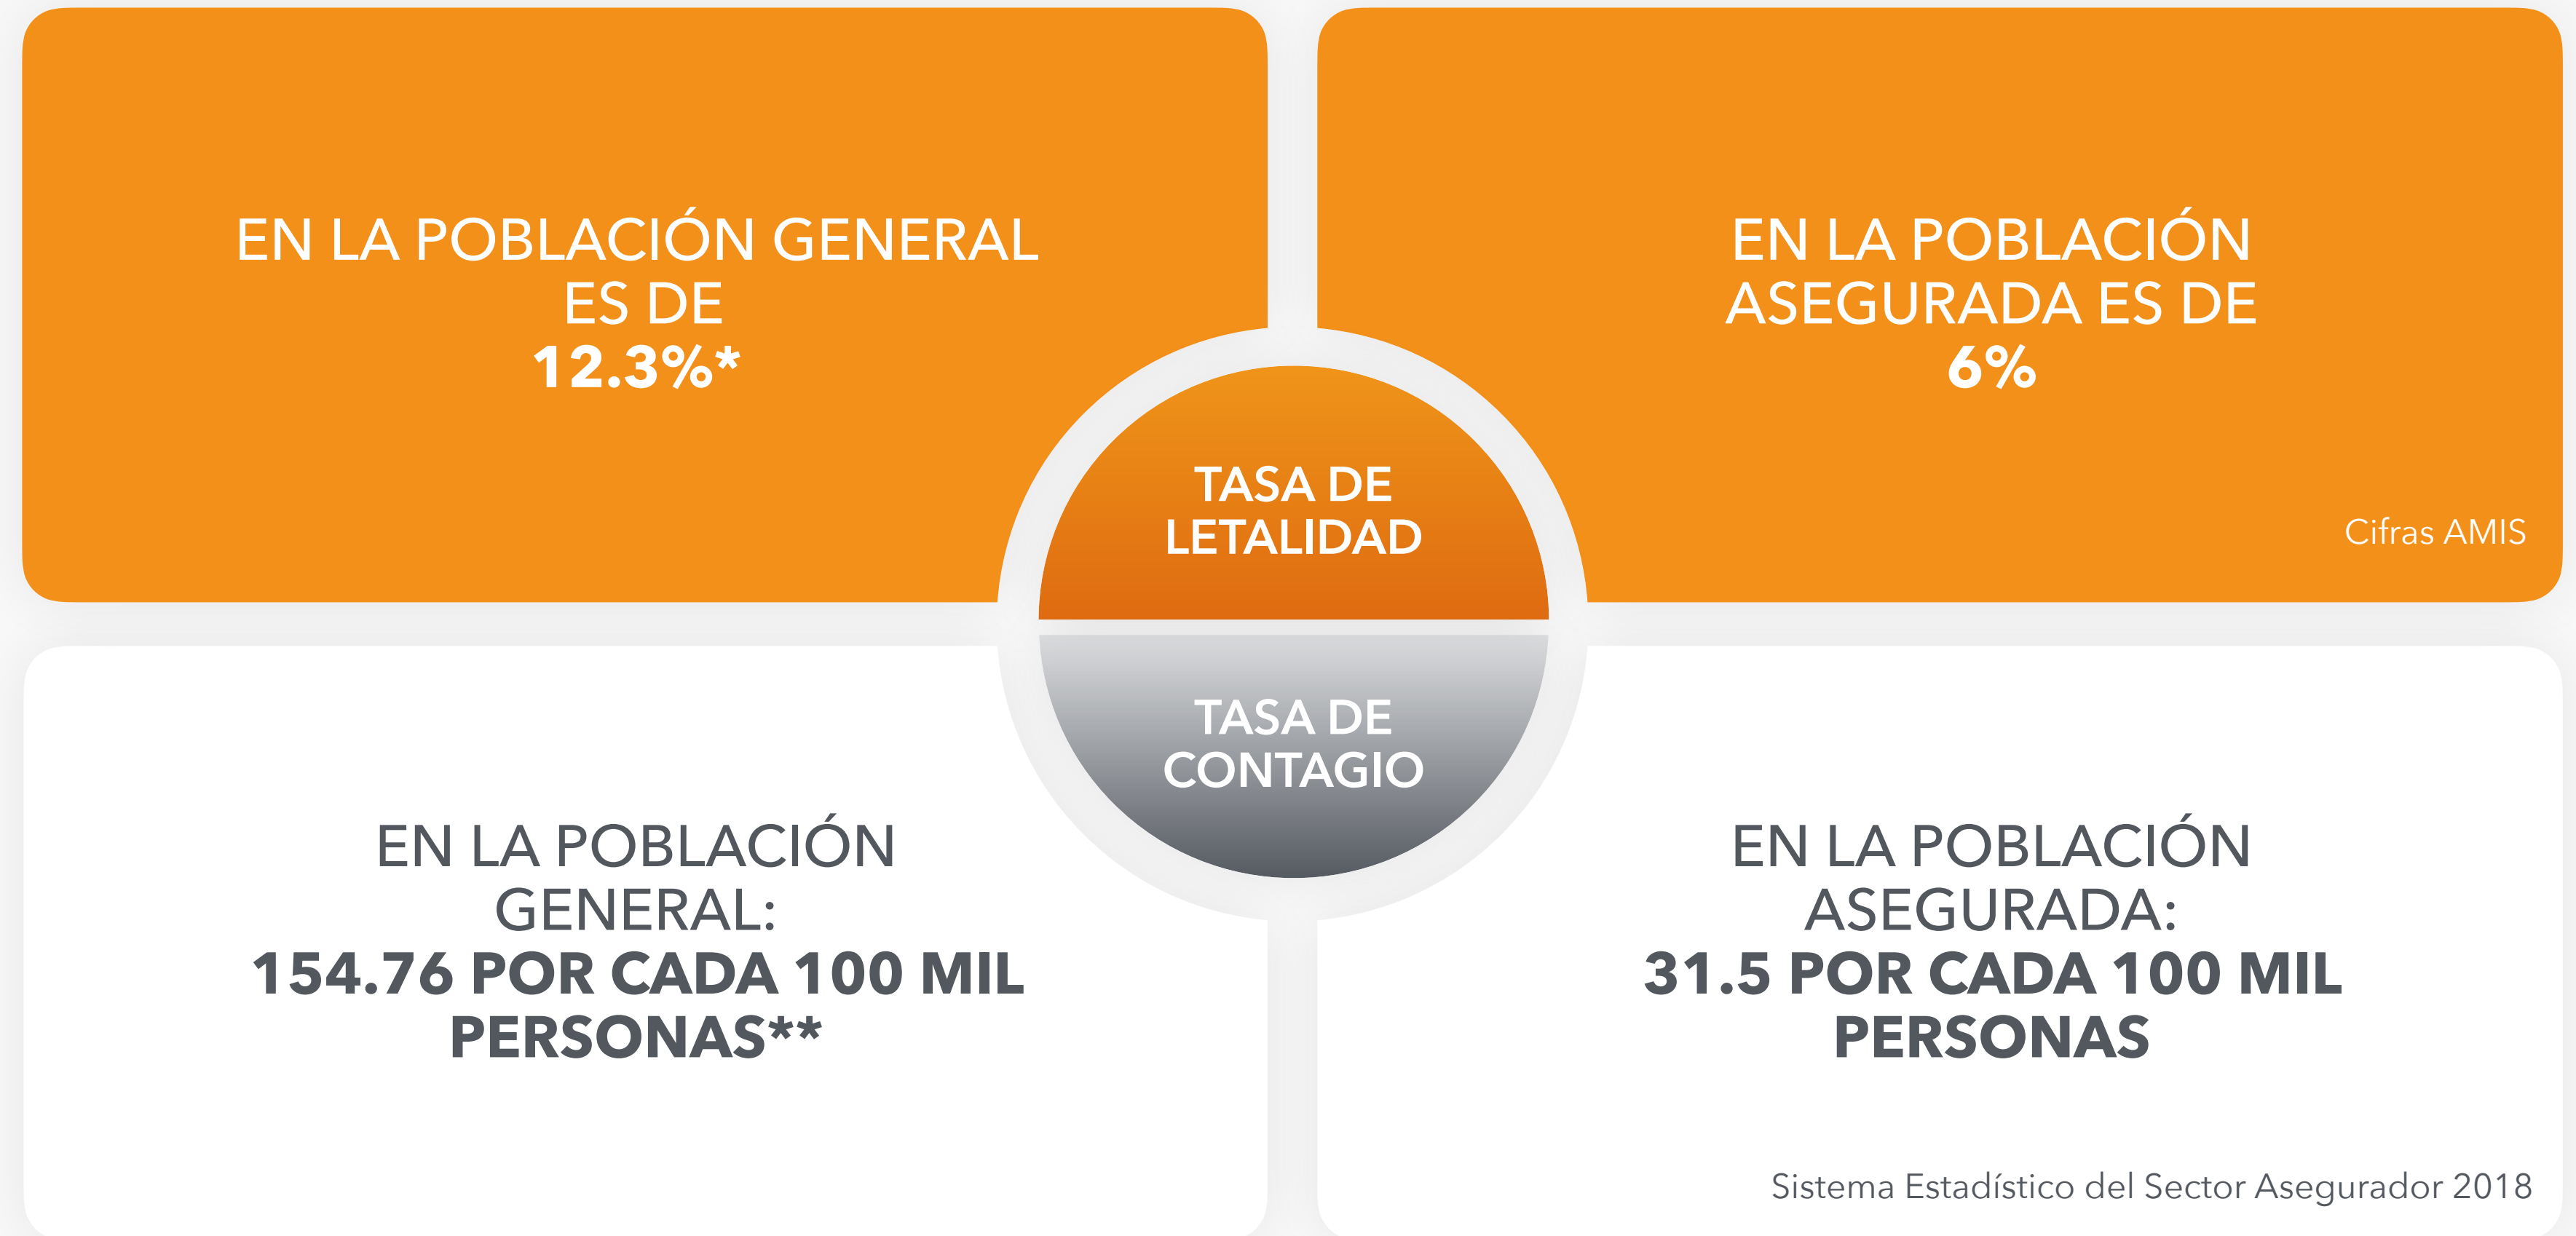 EN LA POBLACIÓN GENERAL
ES DE
12.3%*
EN LA POBLACIÓN
ASEGURADA ES DE
6%
Cifras AMIS
TASA DE
LETALIDAD
TASA DE
CONTAGIO
EN LA POBLACIÓN
GENERAL:
154.76 POR CADA 100 MIL
PERSONAS**
EN LA POBLACIÓN
ASEGURADA:
31.5 POR CADA 100 MIL
PERSONAS
Sistema Estadístico del Sector Asegurador 2018